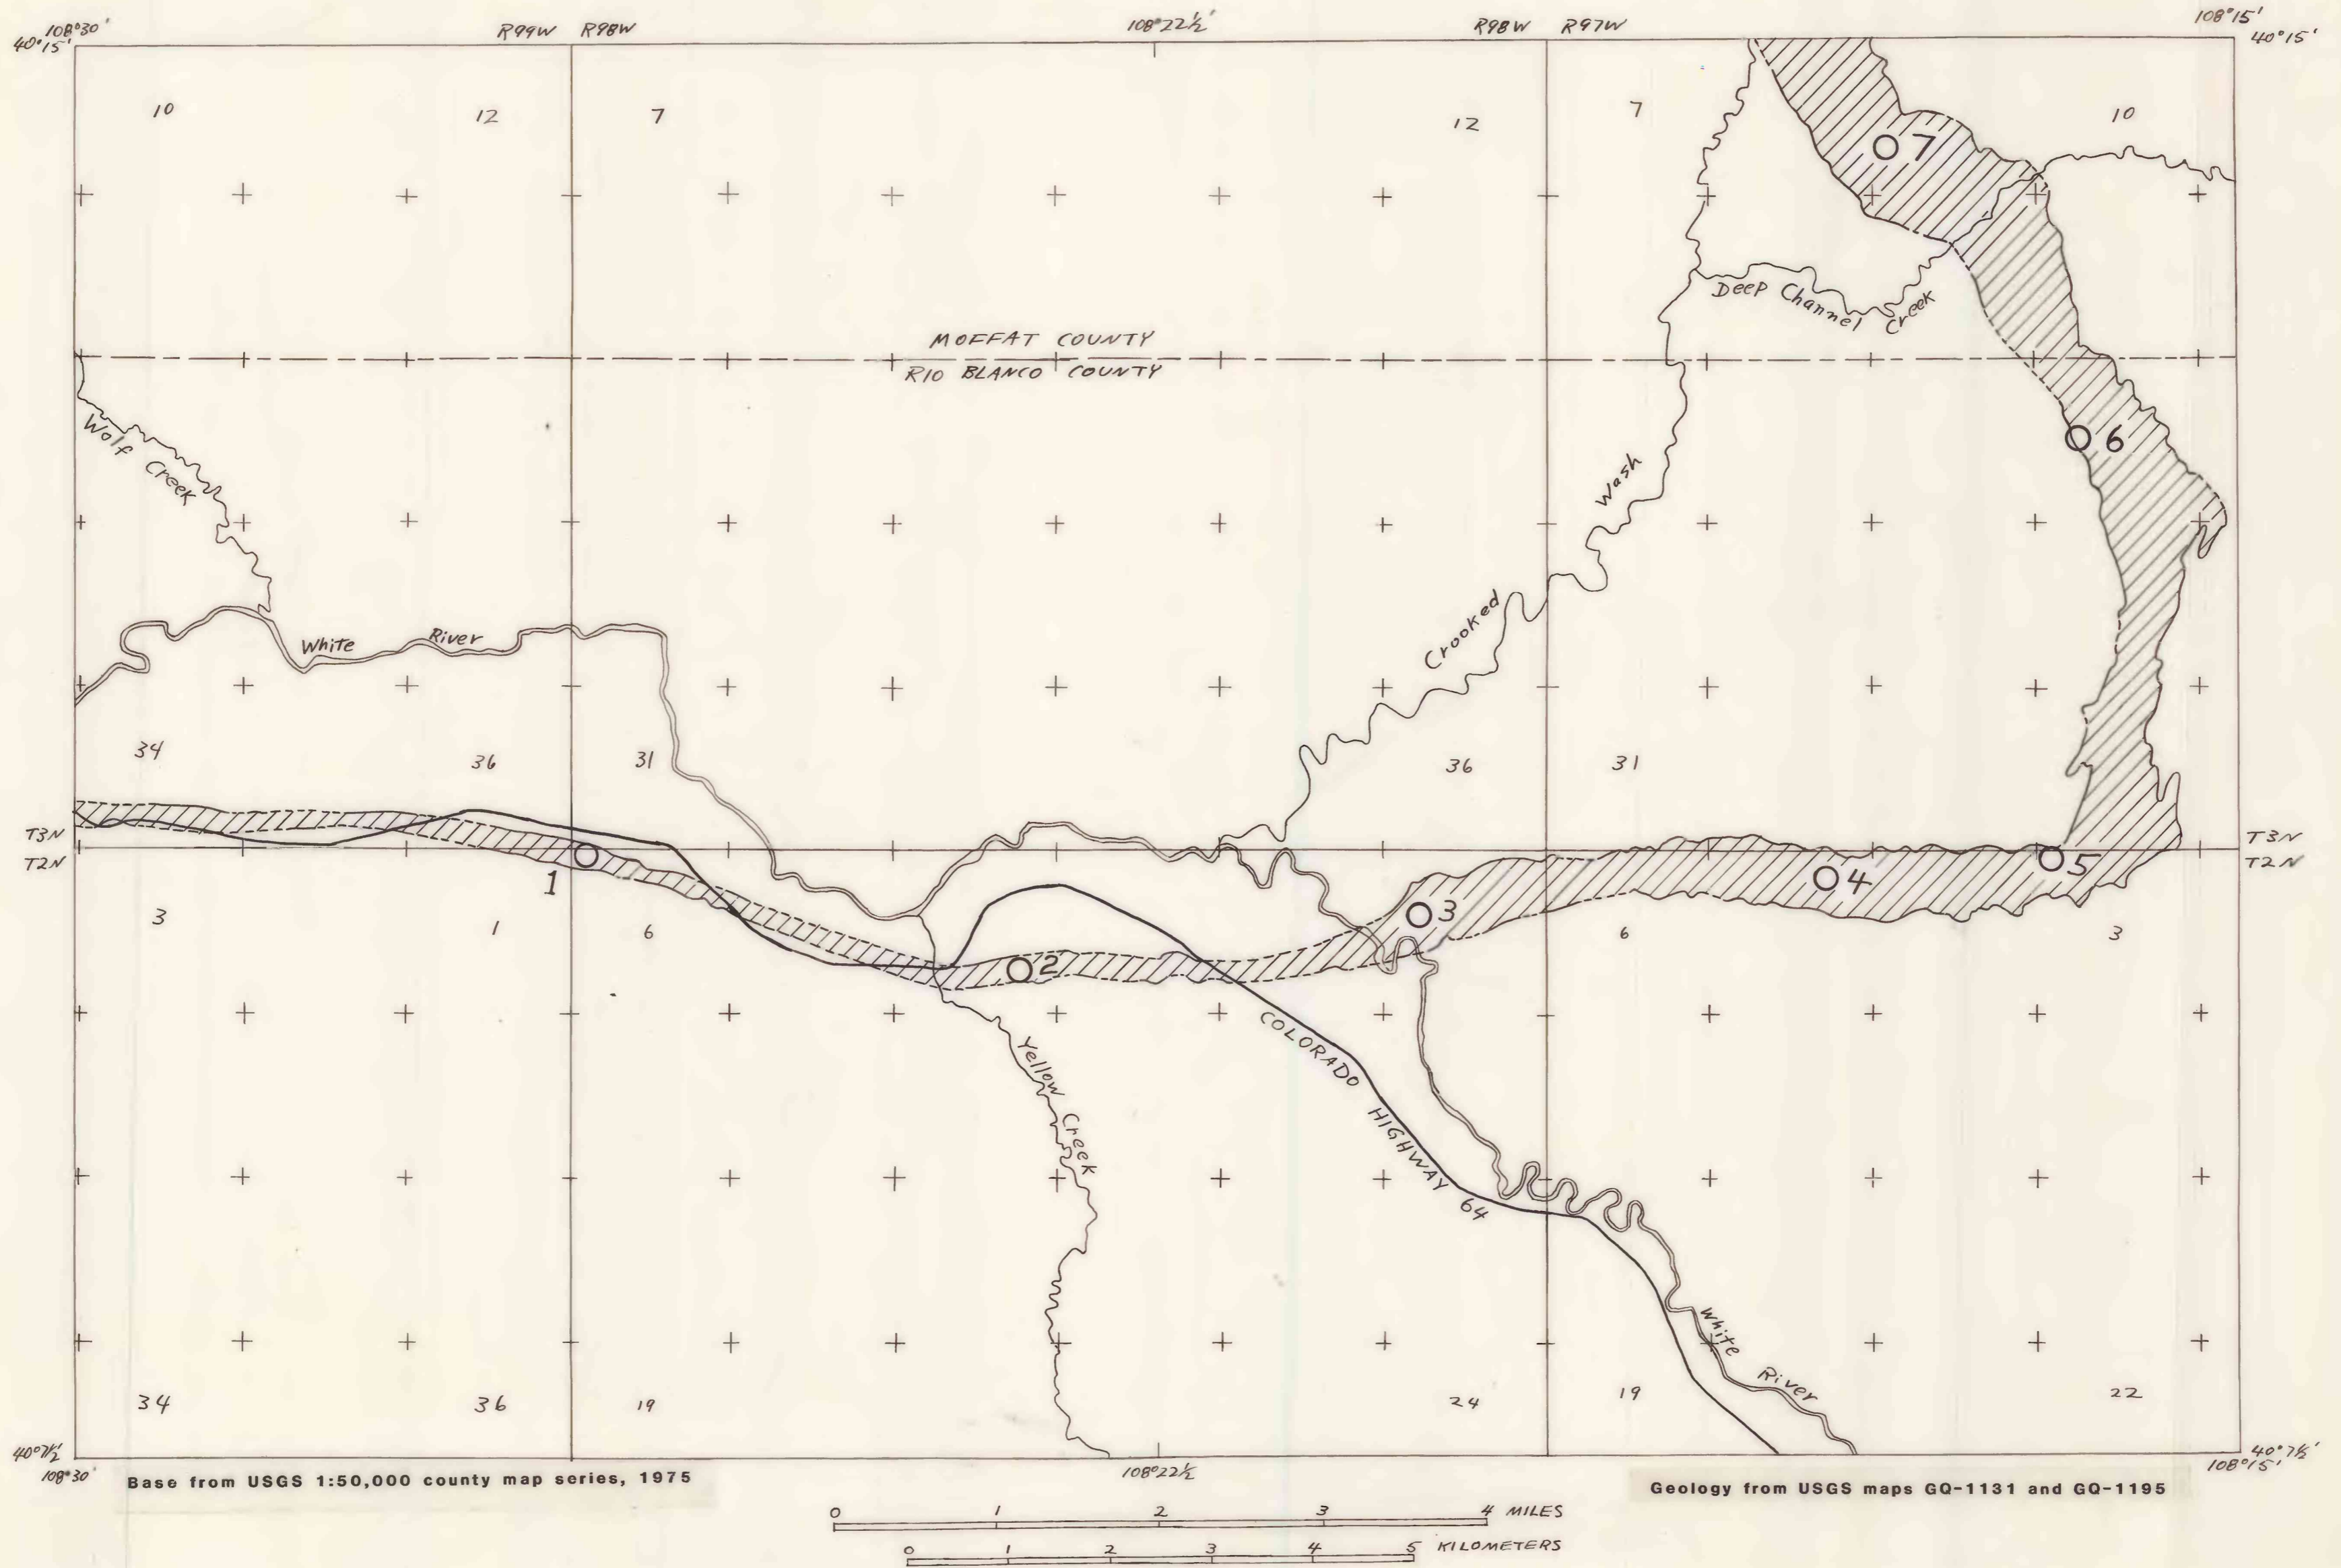 108°30'
R99W R98W
108°22½'
R98W R97W
108°15'
40°15'
40°15'
10
12
7
12
7
10
7
Deep Channel Creek
MOFFAT COUNTY
RIO BLANCO COUNTY
Wolf Creek
6
Crooked Wash
White River
34
36
31
36
31
T3N
T2N
T3N
T2N
1
5
4
3
3
1
6
6
3
2
COLORADO HIGHWAY 64
Yellow Creek
White River
34
36
19
24
19
22
40°7½'
40°7½'
108°30'
108°22½
108°15'
Base from USGS 1:50,000 county map series, 1975
Geology from USGS maps GQ-1131 and GQ-1195
0 1 2 3 4 MILES
0 1 2 3 4 5 KILOMETERS